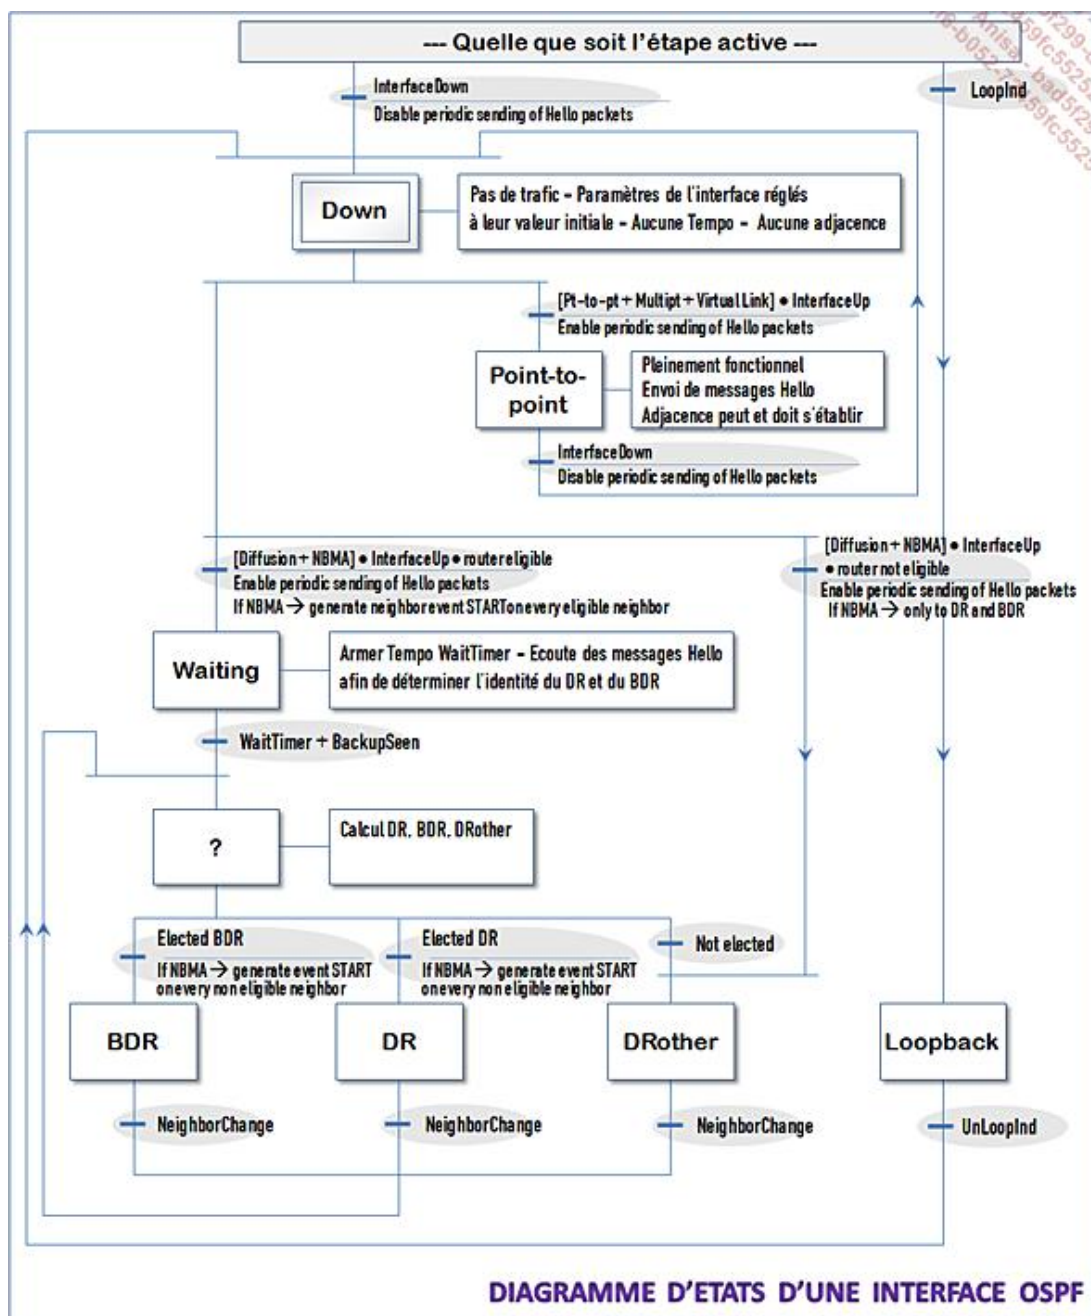 --- Quelle que soit l'étape active ---
InterfaceDown
Disable periodic sending of Hello packets
LoopInd
Down
Pas de trafic - Paramètres de l'interface réglés
à leur valeur initiale - Aucune Tempo - Aucune adjacence
[Pt-to-pt + Multipt + Virtual Link] • InterfaceUp
Enable periodic sending of Hello packets
Point-to-
point
Pleinement fonctionnel
Envoi de messages Hello
Adjacence peut et doit s'établir
InterfaceDown
Disable periodic sending of Hello packets
[Diffusion + NBMA] • InterfaceUp • router eligible
Enable periodic sending of Hello packets
If NBMA → generate neighbor event START on every eligible neighbor
[Diffusion + NBMA] • InterfaceUp
• router not eligible
Enable periodic sending of Hello packets
If NBMA → only to DR and BDR
Waiting
Armer Tempo WaitTimer - Ecoute des messages Hello
afin de déterminer l'identité du DR et du BDR
WaitTimer + BackupSeen
?
Calcul DR, BDR, DRother
Elected BDR
If NBMA → generate event START
on every non eligible neighbor
Elected DR
If NBMA → generate event START
on every non eligible neighbor
Not elected
BDR
DR
DRother
Loopback
NeighborChange
NeighborChange
NeighborChange
UnLoopInd
DIAGRAMME D'ETATS D'UNE INTERFACE OSPF